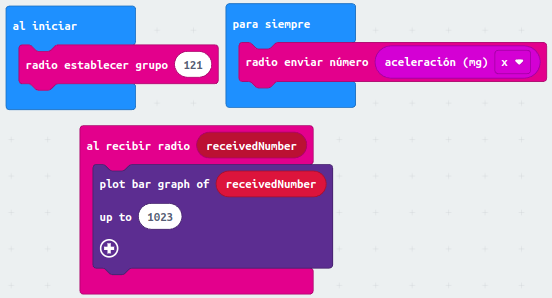 al iniciar
radio establecer grupo 121
para siempre
radio enviar número aceleración (mg) x
al recibir radio receivedNumber
plot bar graph of receivedNumber
up to 1023